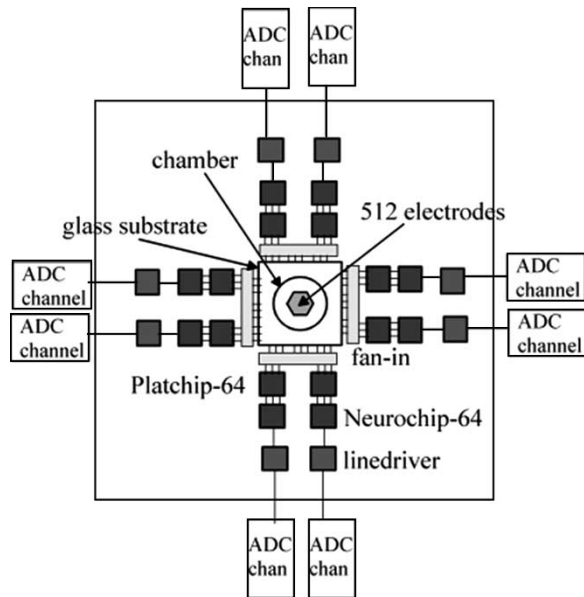 ADC
chan
ADC
chan
chamber
glass substrate
512 electrodes
ADC
channel
ADC
channel
ADC
channel
ADC
channel
fan-in
Platchip-64
Neurochip-64
linedriver
ADC
chan
ADC
chan